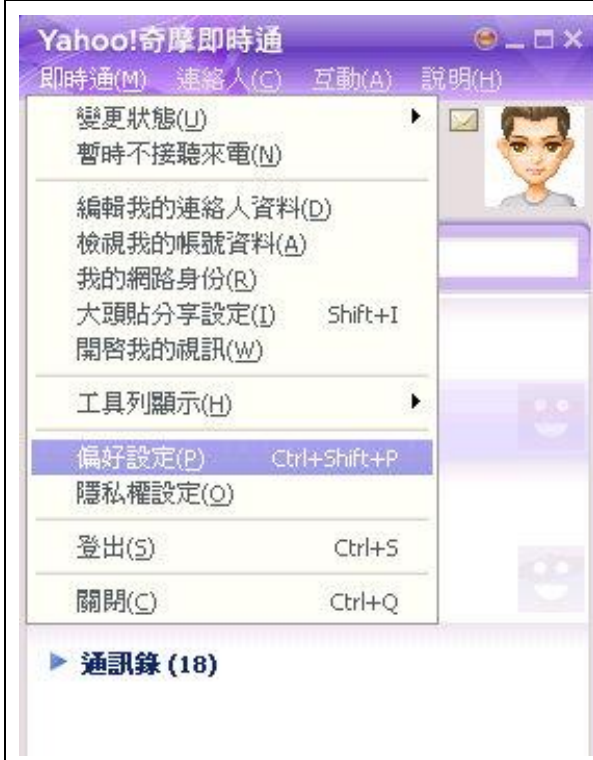 Yahoo!奇摩即時通
即時通(M) 連絡人(C) 互動(A) 說明(H)
變更狀態(U)
暫時不接聽來電(N)
編輯我的連絡人資料(D)
檢視我的帳號資料(A)
我的網路身份(R)
大頭貼分享設定(I) Shift+I
開啓我的視訊(W)
工具列顯示(H)
偏好設定(P) Ctrl+Shift+P
隱私權設定(O)
登出(S) Ctrl+S
關閉(C) Ctrl+Q
通訊錄 (18)